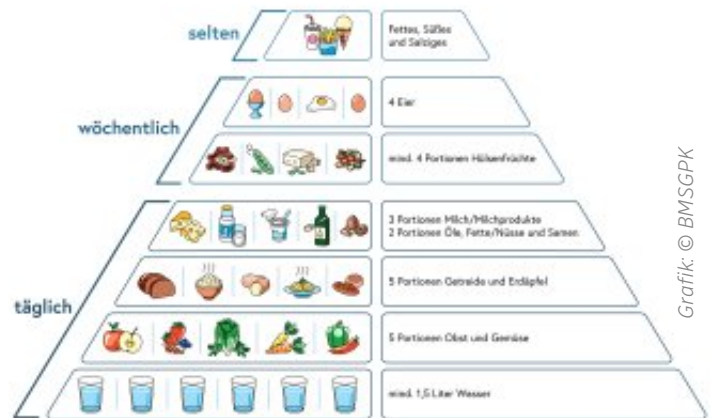 selten
Fettes, Süßes
und Salziges
wöchentlich
4 Eier
mind. 4 Portionen Hülsenfrüchte
täglich
3 Portionen Milch/Milchprodukte
2 Portionen Öle, Fette/Nüsse und Samen
5 Portionen Getreide und Erdäpfel
5 Portionen Obst und Gemüse
mind. 1,5 Liter Wasser
Grafik: © BMSGPK